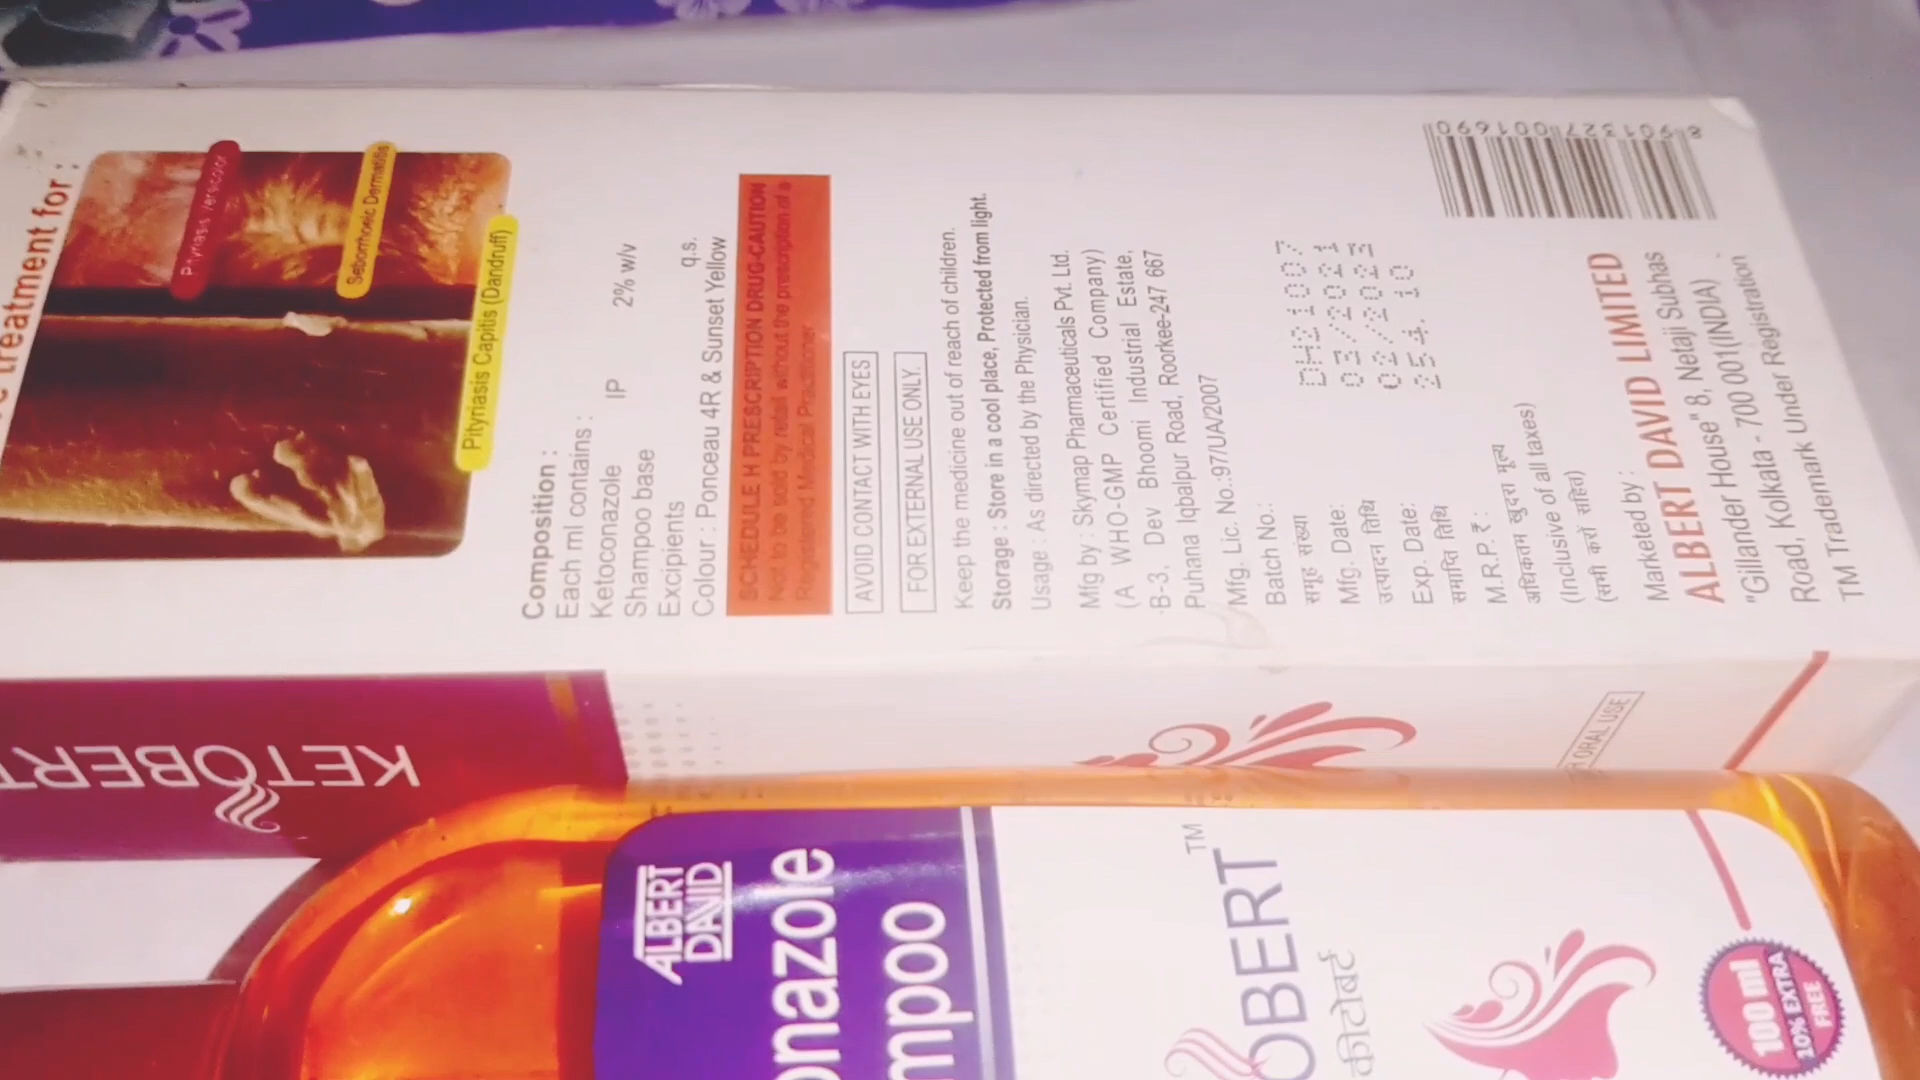 treatment for :
Pityriasis Versicolor
Seborrhoeic Dermatitis
Pityriasis Capitis (Dandruff)
Composition :
Each ml contains :
Ketoconazole IP 2% w/v
Shampoo base
Excipients q.s.
Colour : Ponceau 4R & Sunset Yellow
SCHEDULE H PRESCRIPTION DRUG-CAUTION
Not to be sold by retail without the prescription of a
Registered Medical Practitioner
AVOID CONTACT WITH EYES
FOR EXTERNAL USE ONLY.
Keep the medicine out of reach of children.
Storage : Store in a cool place, Protected from light.
Usage : As directed by the Physician.
Mfg by : Skymap Pharmaceuticals Pvt. Ltd.
(A WHO-GMP Certified Company)
B-3, Dev Bhoomi Industrial Estate,
Puhana Iqbalpur Road, Roorkee-247 667
Mfg. Lic. No.:97/UA/2007
Batch No.: DH21007
समूह संख्या
Mfg. Date: 03/2021
उत्पादन तिथि
Exp. Date: 02/2023
समाप्ति तिथि
M.R.P.₹ : 254.10
अधिकतम खुदरा मूल्य
(Inclusive of all taxes)
(सभी करों सहित)
Marketed by :
ALBERT DAVID LIMITED
"Gillander House" 8, Netaji Subhas
Road, Kolkata - 700 001(INDIA)
TM Trademark Under Registration
KETOBERT
ORAL USE
ALBERT
DAVID
onazole
mpoo
OBERT TM
कीटोबर्ट
100 ml
10% EXTRA
FREE